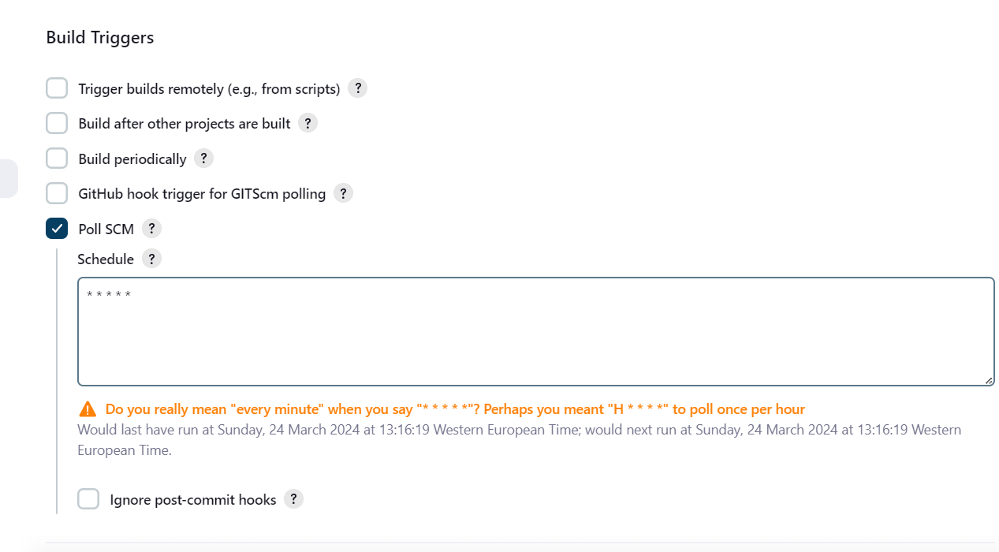 Build Triggers
Trigger builds remotely (e.g., from scripts) ?
Build after other projects are built ?
Build periodically ?
GitHub hook trigger for GITScm polling ?
Poll SCM ?
Schedule ?
* * * * *
Do you really mean "every minute" when you say "* * * * *"? Perhaps you meant "H * * * *" to poll once per hour
Would last have run at Sunday, 24 March 2024 at 13:16:19 Western European Time; would next run at Sunday, 24 March 2024 at 13:16:19 Western
European Time.
Ignore post-commit hooks ?